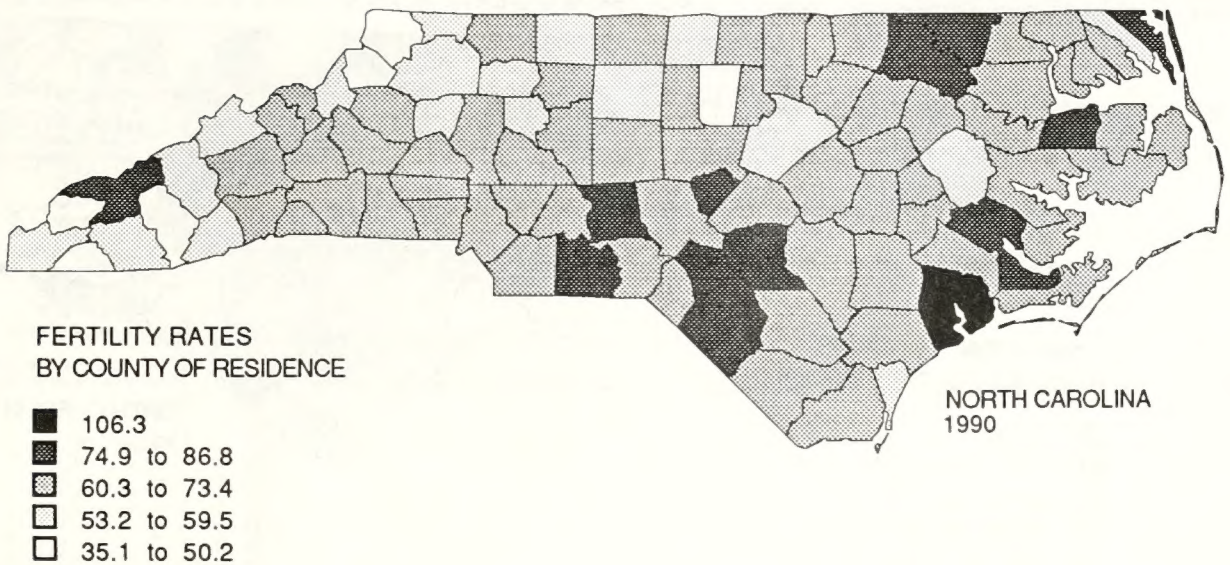 FERTILITY RATES
BY COUNTY OF RESIDENCE
106.3
74.9 to 86.8
60.3 to 73.4
53.2 to 59.5
35.1 to 50.2
NORTH CAROLINA
1990